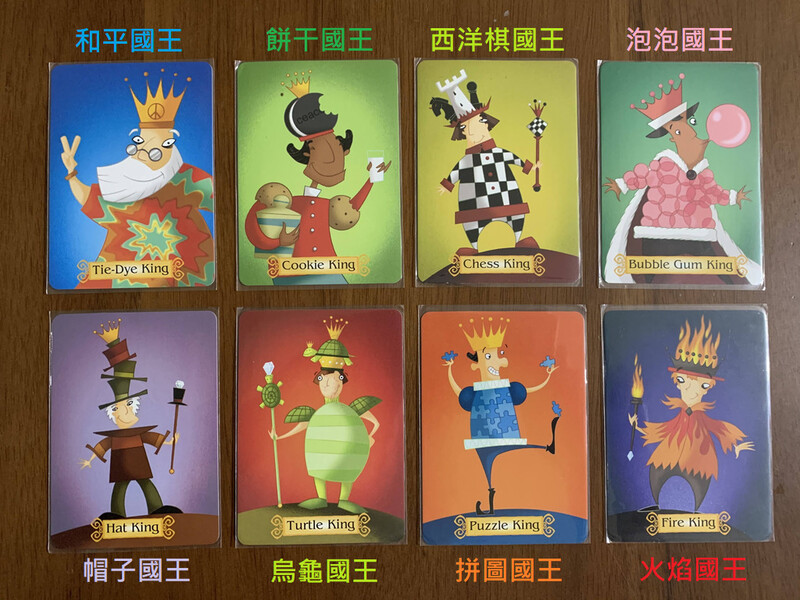 和平國王 餅干國王 西洋棋國王 泡泡國王
Tie-Dye King Cookie King Chess King Bubble Gum King
Hat King Turtle King Puzzle King Fire King
帽子國王 烏龜國王 拼圖國王 火焰國王